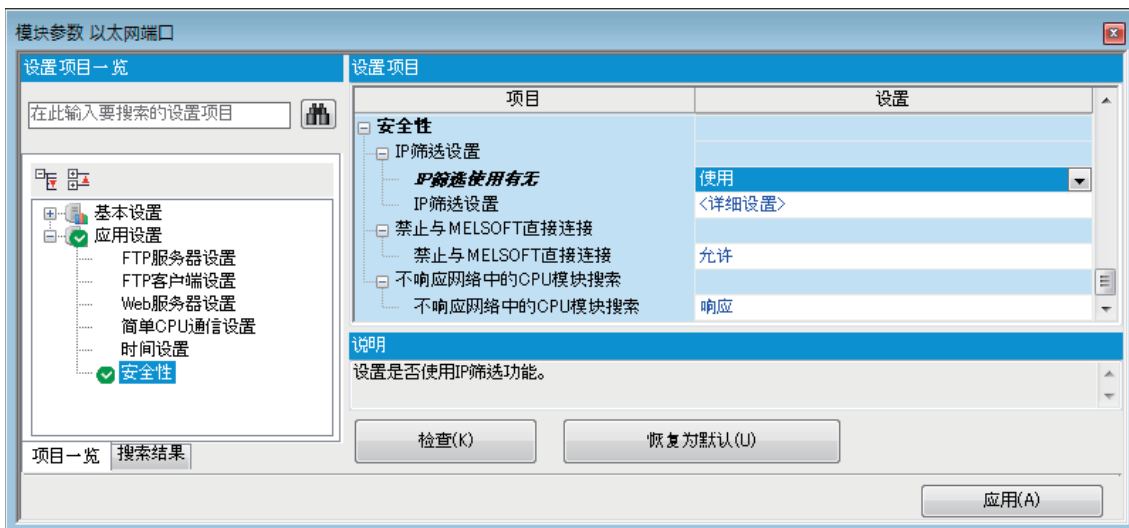 模块参数 以太网端口
设置项目一览
在此输入要搜索的设置项目
基本设置
应用设置
FTP服务器设置
FTP客户端设置
Web服务器设置
简单CPU通信设置
时间设置
安全性
项目一览 搜索结果
设置项目
项目 设置
安全性
IP筛选设置
IP筛选使用有无 使用
IP筛选设置 <详细设置>
禁止与MELSOFT直接连接
禁止与MELSOFT直接连接 允许
不响应网络中的CPU模块搜索
不响应网络中的CPU模块搜索 响应
说明
设置是否使用IP筛选功能。
检查(K) 恢复为默认(U)
应用(A)